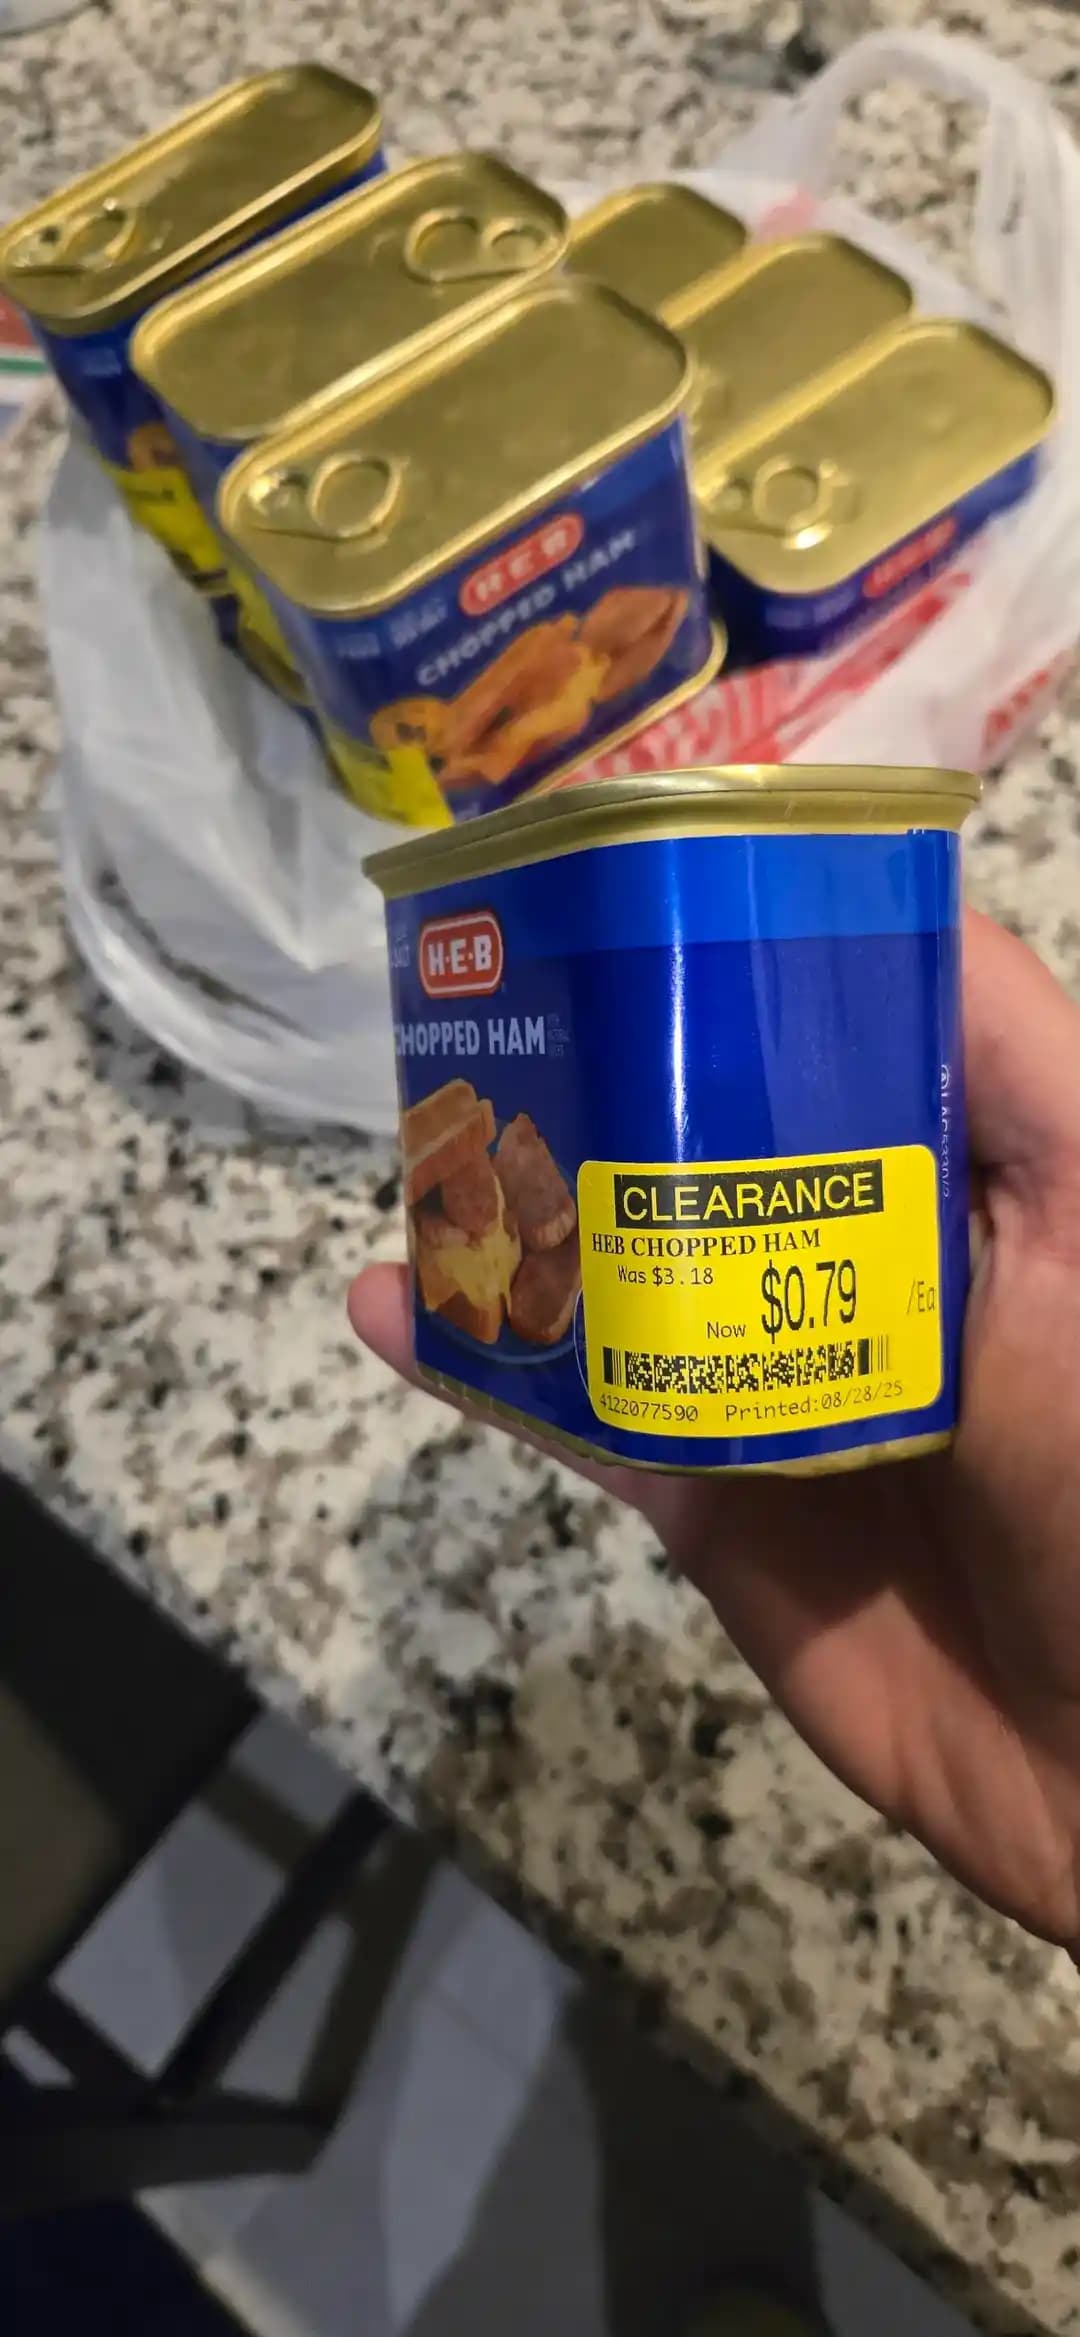 H-E-B
CHOPPED HAM
H·E·B
CHOPPED HAM
CLEARANCE
HEB CHOPPED HAM
Was $3.18
Now $0.79 /Ea
4122077590 Printed:08/28/25